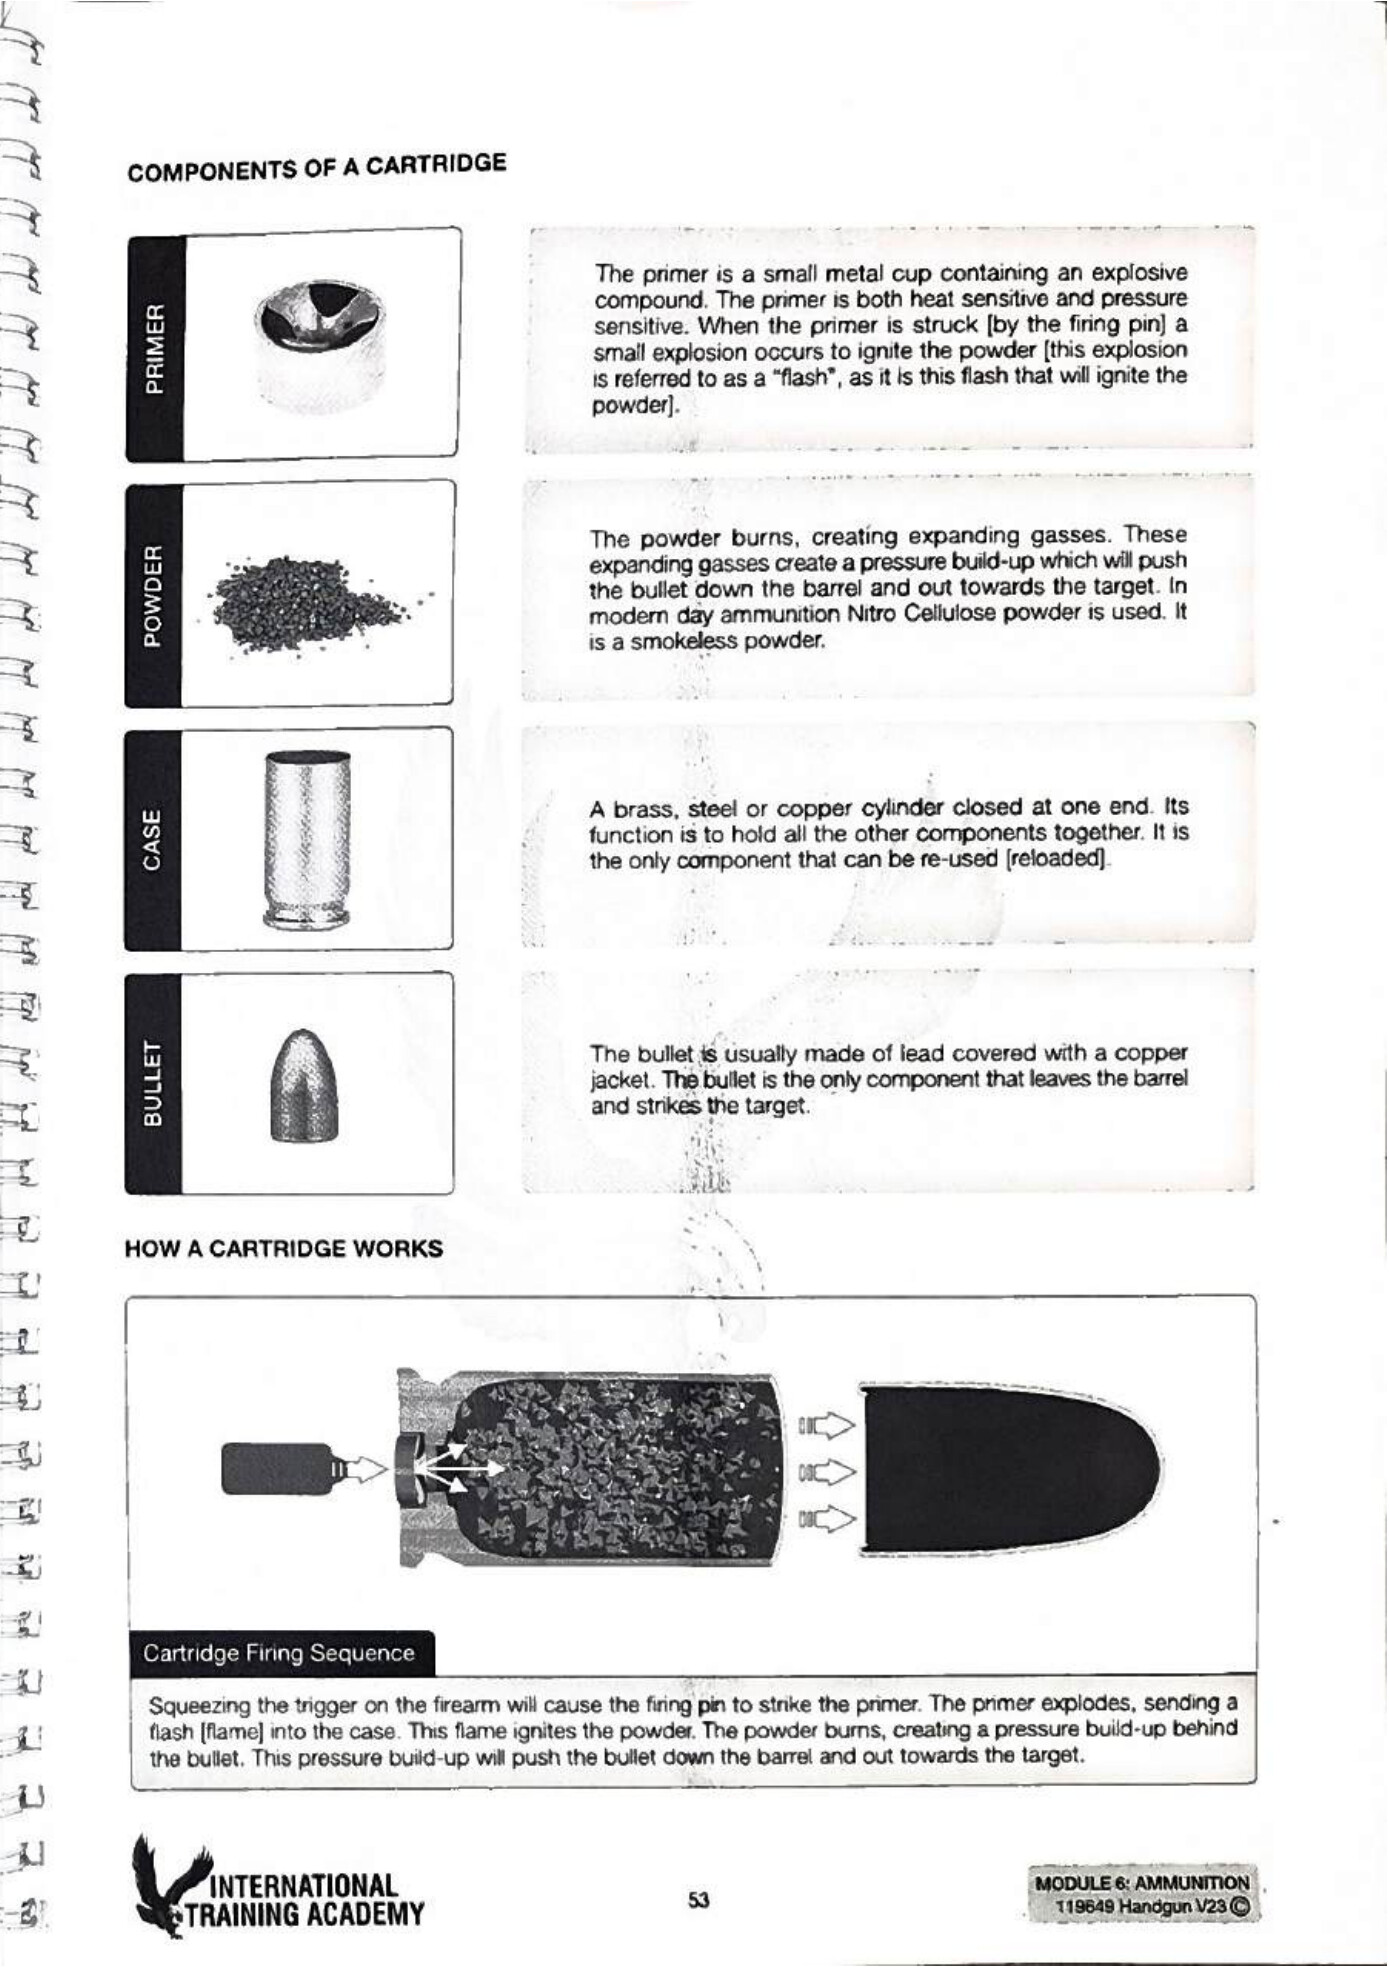 COMPONENTS OF A CARTRIDGE
PRIMER
The primer is a small metal cup containing an explosive
compound. The primer is both heat sensitive and pressure
sensitive. When the primer is struck [by the firing pin] a
small explosion occurs to ignite the powder [this explosion
is referred to as a "flash", as it is this flash that will ignite the
powder].
POWDER
The powder burns, creating expanding gasses. These
expanding gasses create a pressure build-up which will push
the bullet down the barrel and out towards the target. In
modern day ammunition Nitro Cellulose powder is used. It
is a smokeless powder.
CASE
A brass, steel or copper cylinder closed at one end. Its
function is to hold all the other components together. It is
the only component that can be re-used [reloaded].
BULLET
The bullet is usually made of lead covered with a copper
jacket. The bullet is the only component that leaves the barrel
and strikes the target.
HOW A CARTRIDGE WORKS
Cartridge Firing Sequence
Squeezing the trigger on the firearm will cause the firing pin to strike the primer. The primer explodes, sending a
flash [flame] into the case. This flame ignites the powder. The powder burns, creating a pressure build-up behind
the bullet. This pressure build-up will push the bullet down the barrel and out towards the target.
INTERNATIONAL
TRAINING ACADEMY
53
MODULE 6: AMMUNITION
119649 Handgun V23 ©